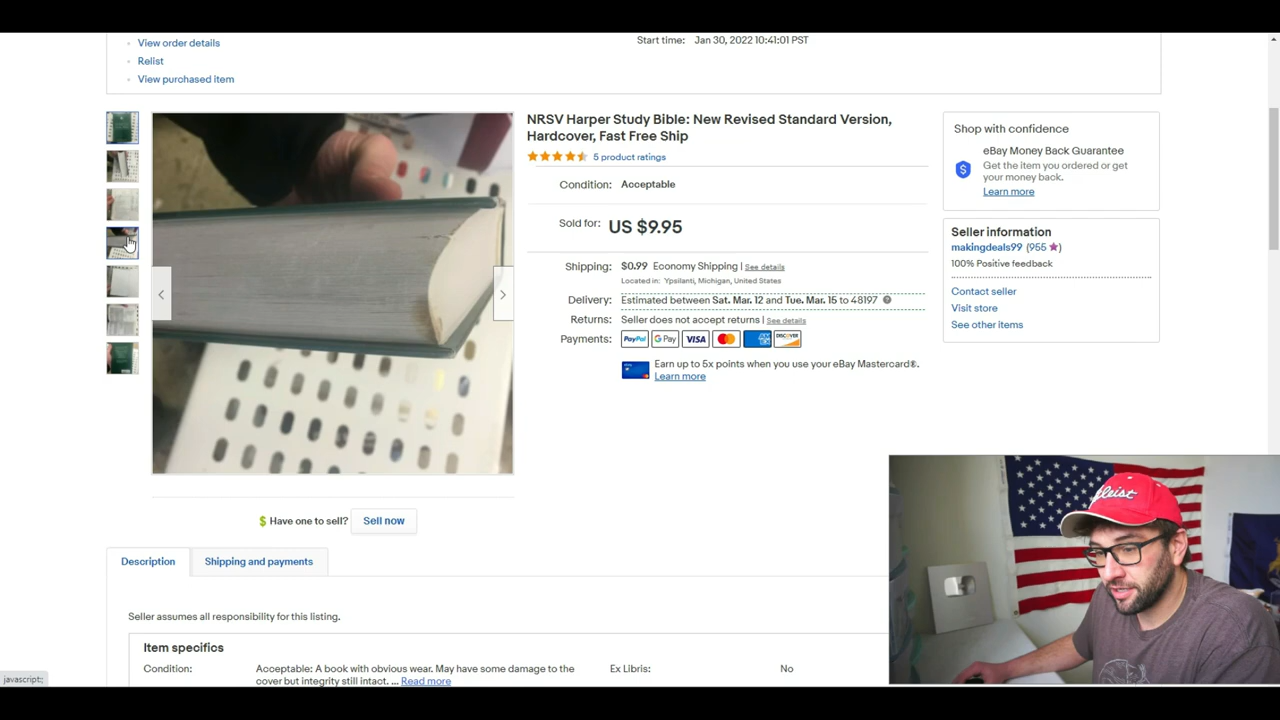 View order details
Relist
View purchased item
Start time: Jan 30, 2022 10:41:01 PST
NRSV Harper Study Bible: New Revised Standard Version,
Hardcover, Fast Free Ship
5 product ratings
Condition: Acceptable
Sold for: US $9.95
Shipping: $0.99 Economy Shipping | See details
Located in: Ypsilanti, Michigan, United States
Delivery: Estimated between Sat. Mar. 12 and Tue. Mar. 15 to 48197
Returns: Seller does not accept returns | See details
Payments: PayPal G Pay VISA DISCOVER
Earn up to 5x points when you use your eBay Mastercard®.
Learn more
Shop with confidence
eBay Money Back Guarantee
Get the item you ordered or get
your money back.
Learn more
Seller information
makingdeals99 (955 )
100% Positive feedback
Contact seller
Visit store
See other items
Have one to sell? Sell now
Description
Shipping and payments
Seller assumes all responsibility for this listing.
Item specifics
Condition: Acceptable: A book with obvious wear. May have some damage to the
cover but integrity still intact. ... Read more
Ex Libris: No
javascript:;